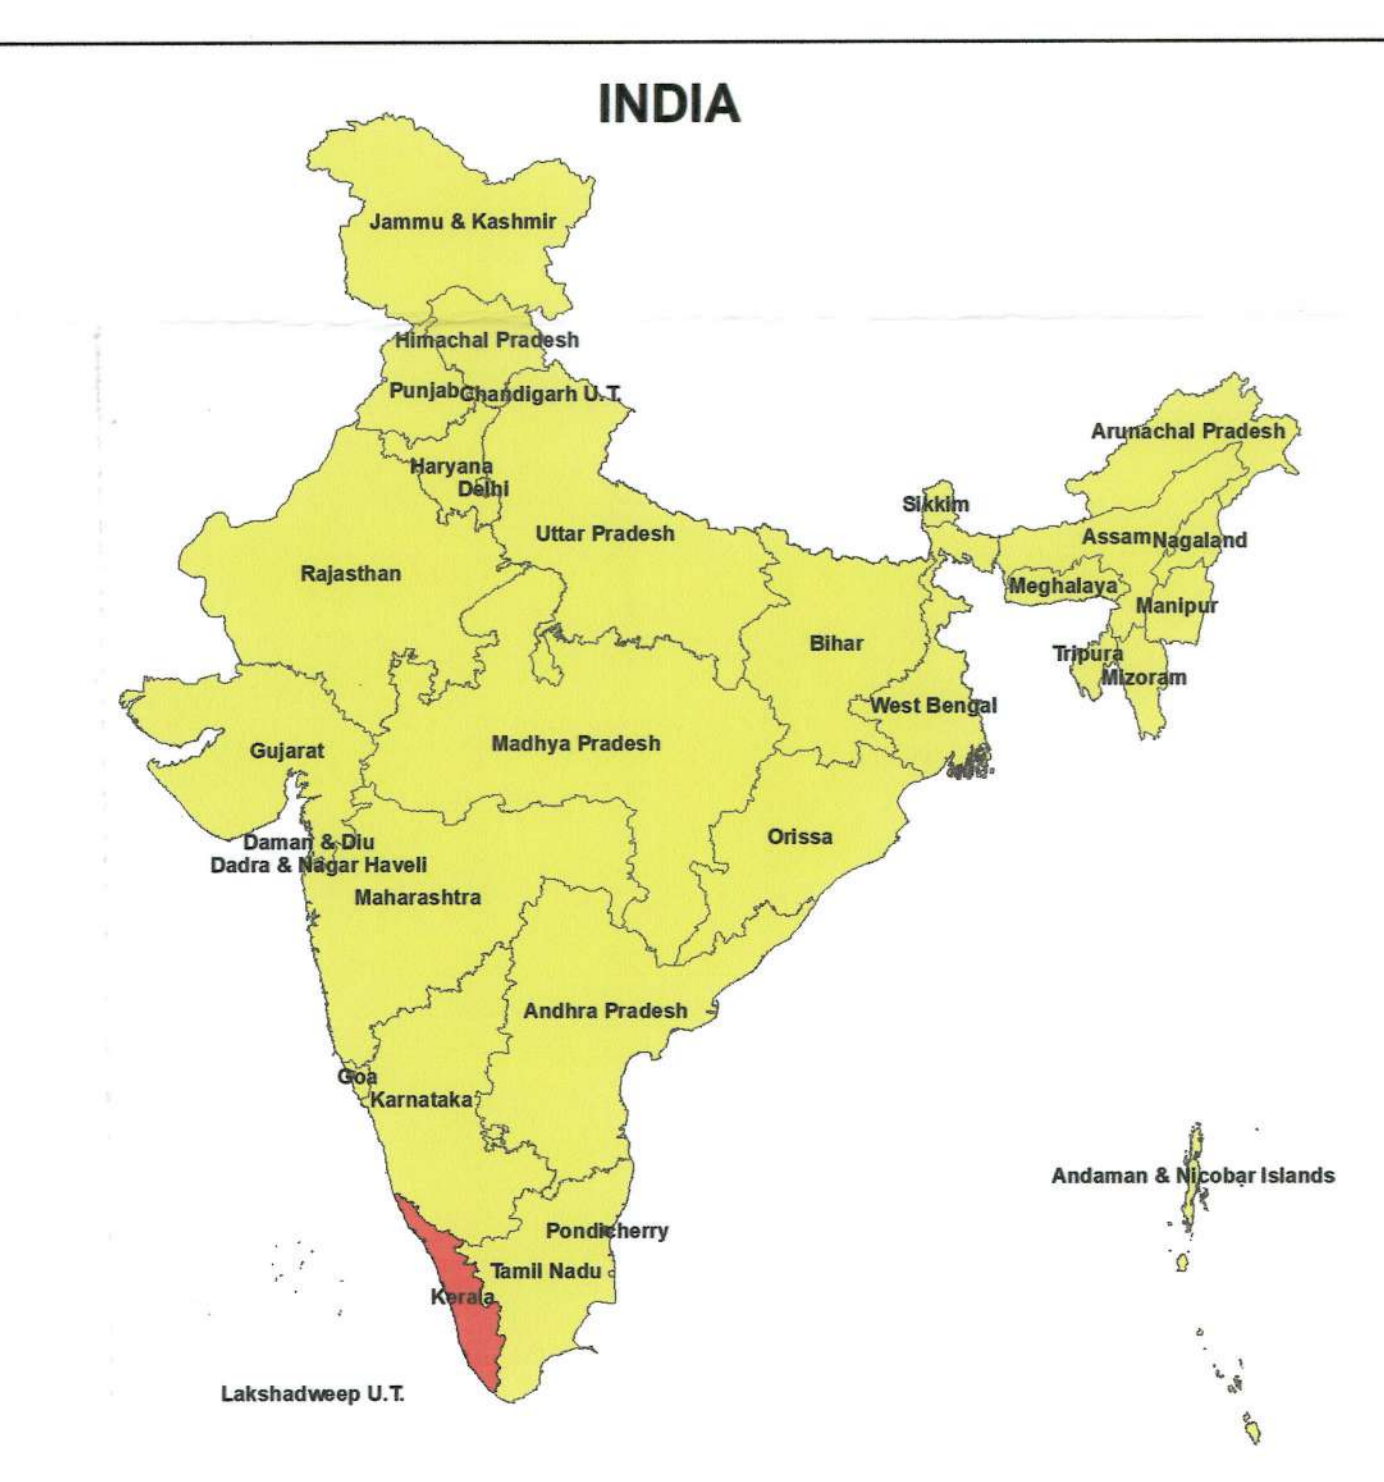 INDIA
Jammu & Kashmir
Himachal Pradesh
Punjab
Chandigarh U.T.
Arunachal Pradesh
Haryana
Delhi
Sikkim
Uttar Pradesh
Assam
Nagaland
Rajasthan
Meghalaya
Manipur
Bihar
Tripura
Mizoram
West Bengal
Madhya Pradesh
Gujarat
Orissa
Daman & Diu
Dadra & Nagar Haveli
Maharashtra
Andhra Pradesh
Goa
Karnataka
Andaman & Nicobar Islands
Pondicherry
Tamil Nadu
Kerala
Lakshadweep U.T.